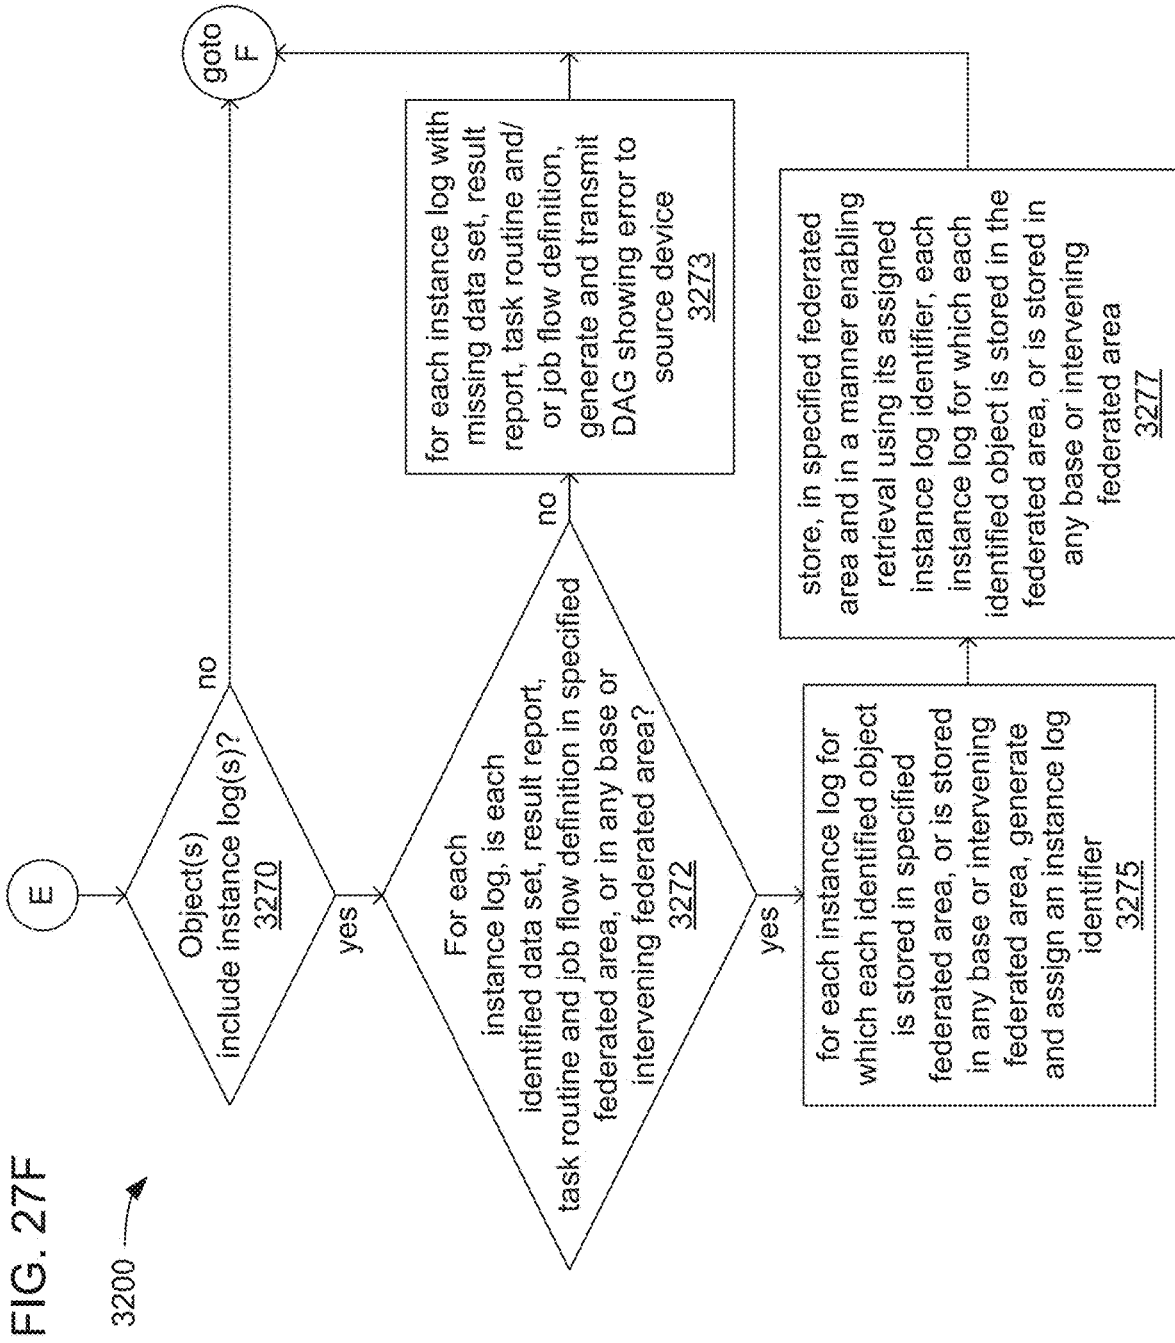 FIG. 27F
3200
E
Object(s)
include instance log(s)?
3270
no
goto
F
yes
For each
instance log, is each
identified data set, result report,
task routine and job flow definition in specified
federated area, or in any base or
intervening federated area?
3272
no
for each instance log with
missing data set, result
report, task routine and/
or job flow definition,
generate and transmit
DAG showing error to
source device
3273
yes
for each instance log for
which each identified object
is stored in specified
federated area, or is stored
in any base or intervening
federated area, generate
and assign an instance log
identifier
3275
store, in specified federated
area and in a manner enabling
retrieval using its assigned
instance log identifier, each
instance log for which each
identified object is stored in the
federated area, or is stored in
any base or intervening
federated area
3277